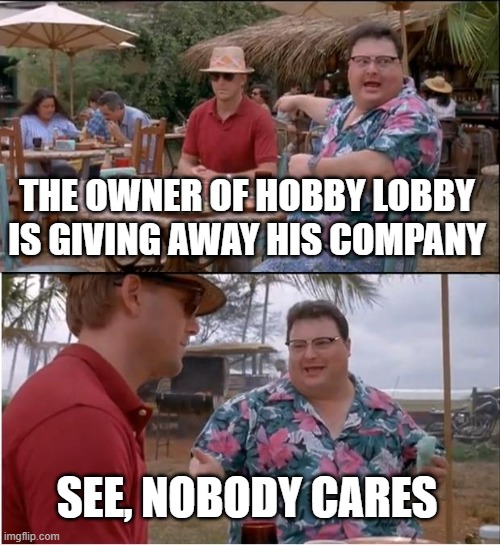 THE OWNER OF HOBBY LOBBY
IS GIVING AWAY HIS COMPANY
SEE, NOBODY CARES
imgflip.com